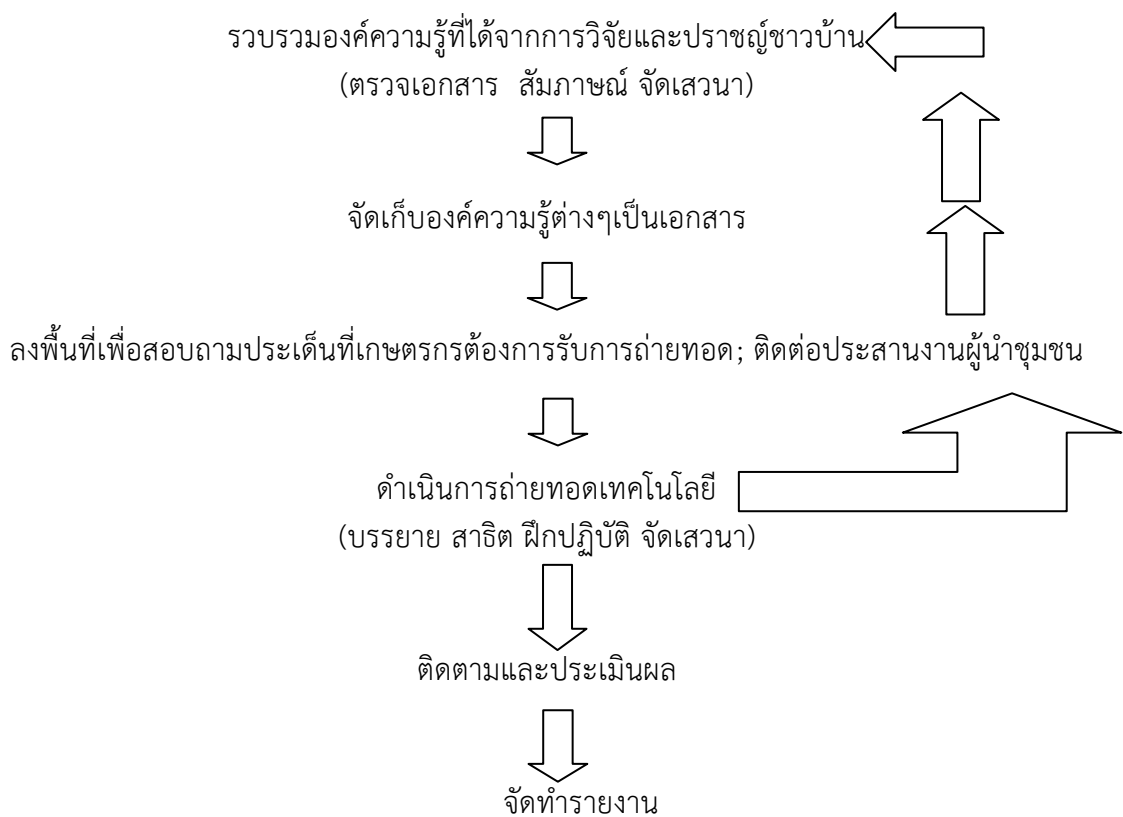 รวบรวมองค์ความรู้ที่ได้จากการวิจัยและปราชญ์ชาวบ้าน
(ตรวจเอกสาร สัมภาษณ์ จัดเสวนา)
จัดเก็บองค์ความรู้ต่างๆเป็นเอกสาร
ลงพื้นที่เพื่อสอบถามประเด็นที่เกษตรกรต้องการรับการถ่ายทอด; ติดต่อประสานงานผู้นำชุมชน
ดำเนินการถ่ายทอดเทคโนโลยี
(บรรยาย สาธิต ฝึกปฏิบัติ จัดเสวนา)
ติดตามและประเมินผล
จัดทำรายงาน